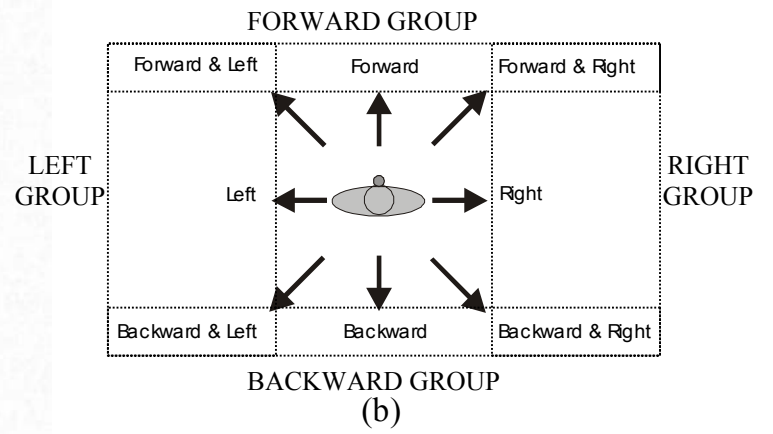 FORWARD GROUP
Forward & Left
Forward
Forward & Right
LEFT
GROUP
Left
Right
RIGHT
GROUP
Backward & Left
Backward
Backward & Right
BACKWARD GROUP
(b)